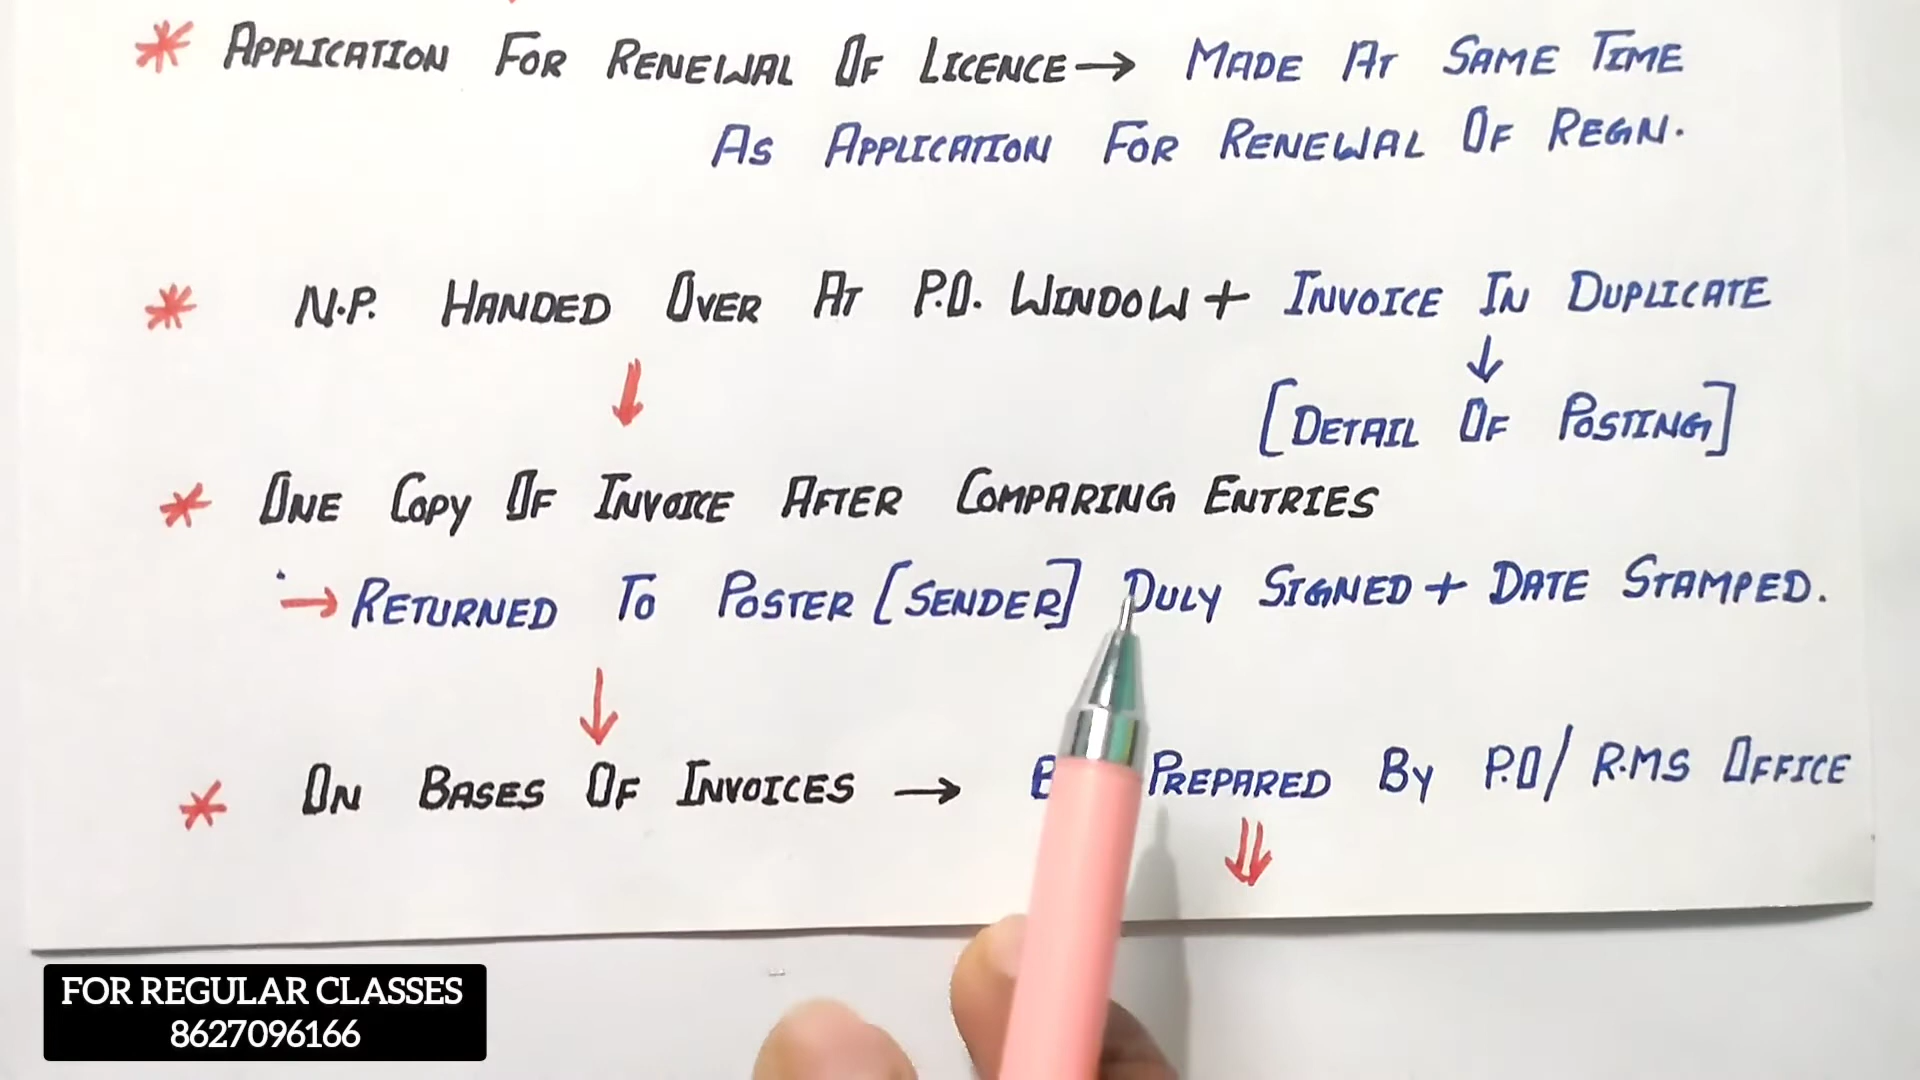 * APPLICATION FOR RENEWAL OF LICENCE → MADE AT SAME TIME
AS APPLICATION FOR RENEWAL OF REGN.
* N.P. HANDED OVER AT P.O. WINDOW + INVOICE IN DUPLICATE
↓
[DETAIL OF POSTING]
* ONE COPY OF INVOICE AFTER COMPARING ENTRIES
→ RETURNED TO POSTER [SENDER] DULY SIGNED + DATE STAMPED.
* ON BASES OF INVOICES → PREPARED BY P.O/R.MS OFFICE
FOR REGULAR CLASSES
8627096166